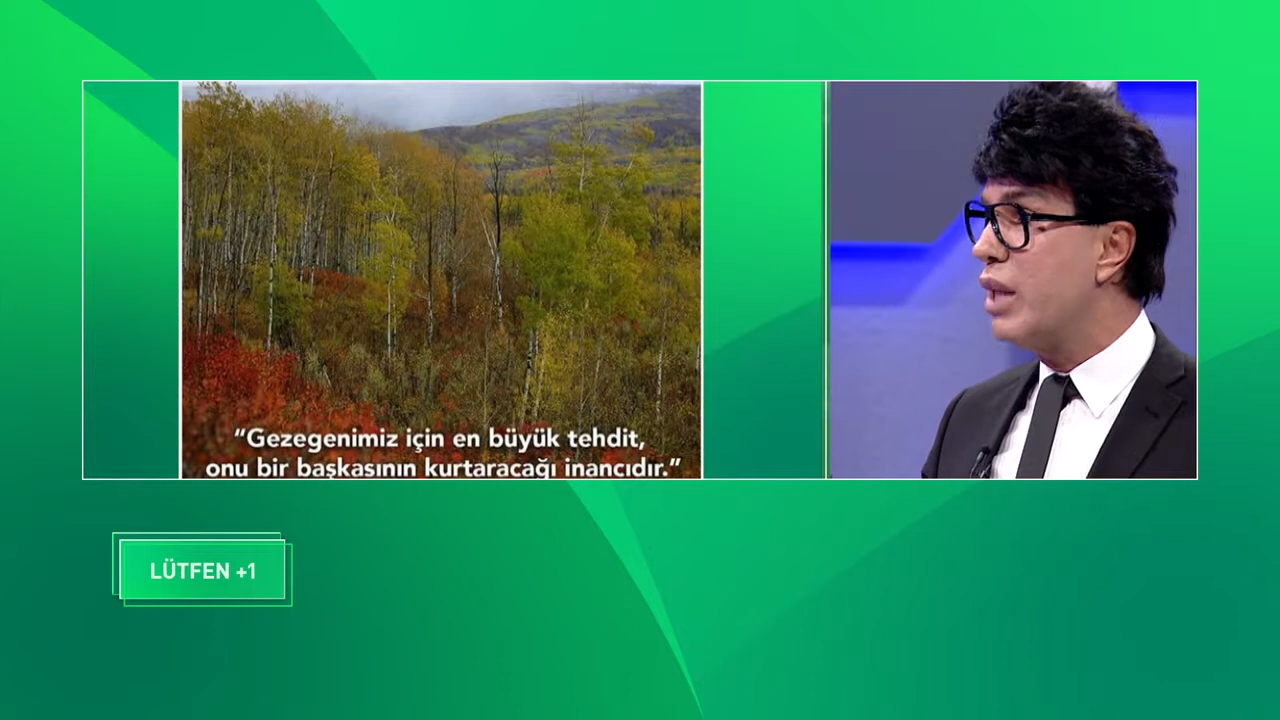 “Gezegenimiz için en büyük tehdit,
onu bir başkasının kurtaracağı inancıdır.”
LÜTFEN +1